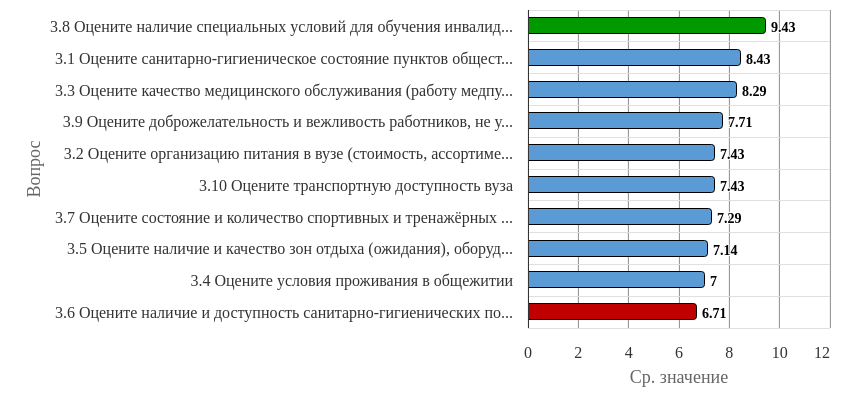 3.8 Оцените наличие специальных условий для обучения инвалид... 9.43
3.1 Оцените санитарно-гигиеническое состояние пунктов общест... 8.43
3.3 Оцените качество медицинского обслуживания (работу медпу... 8.29
3.9 Оцените доброжелательность и вежливость работников, не у... 7.71
3.2 Оцените организацию питания в вузе (стоимость, ассортиме... 7.43
3.10 Оцените транспортную доступность вуза 7.43
3.7 Оцените состояние и количество спортивных и тренажёрных ... 7.29
3.5 Оцените наличие и качество зон отдыха (ожидания), оборуд... 7.14
3.4 Оцените условия проживания в общежитии 7
3.6 Оцените наличие и доступность санитарно-гигиенических по... 6.71
Вопрос
0 2 4 6 8 10 12
Ср. значение